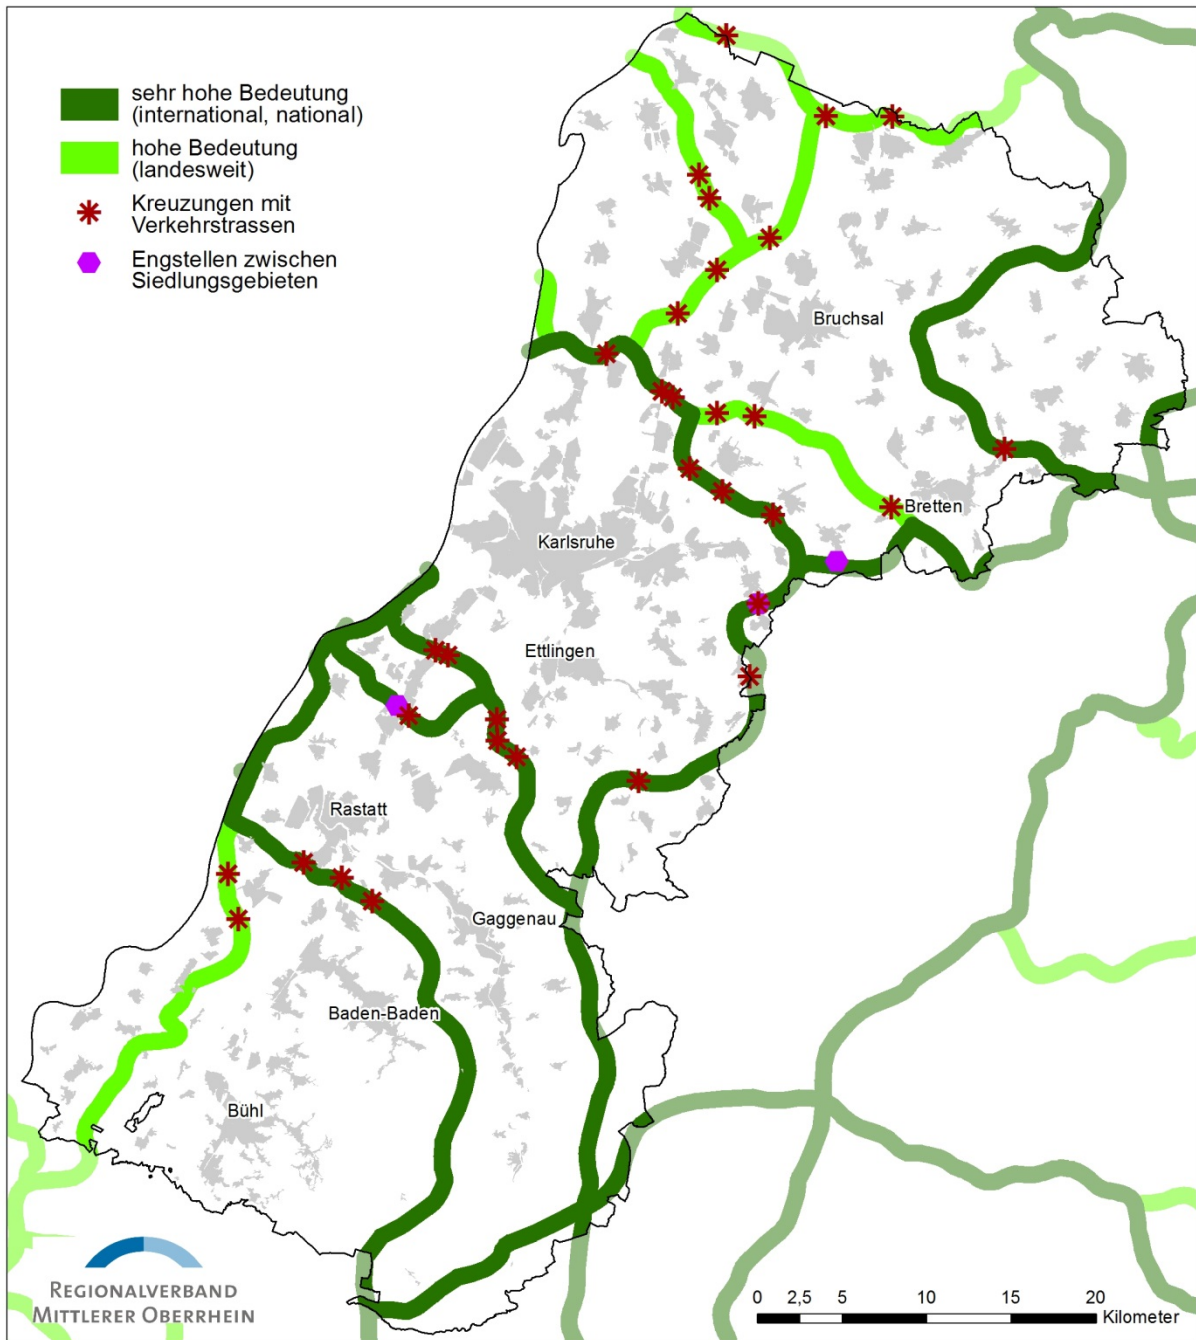 sehr hohe Bedeutung
(international, national)
hohe Bedeutung
(landesweit)
Kreuzungen mit
Verkehrstrassen
Engstellen zwischen
Siedlungsgebieten
Bruchsal
Bretten
Karlsruhe
Ettlingen
Rastatt
Gaggenau
Baden-Baden
Bühl
REGIONALVERBAND
MITTLERER OBERRHEIN
0 2,5 5 10 15 20
Kilometer